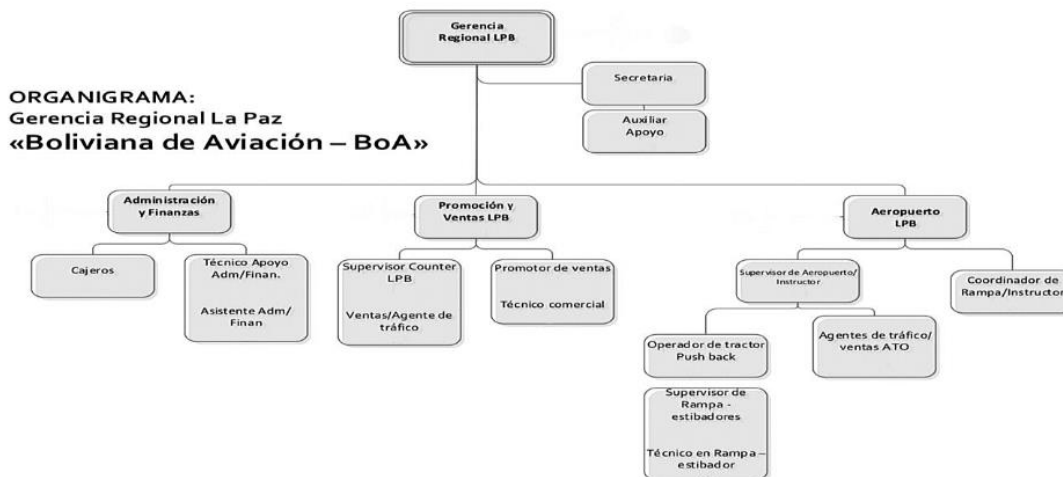 Gerencia
Regional LPB
Secretaria
Auxiliar
Apoyo
ORGANIGRAMA:
Gerencia Regional La Paz
«Boliviana de Aviación – BoA»
Administración
y Finanzas
Promoción y
Ventas LPB
Aeropuerto
LPB
Cajeros
Técnico Apoyo
Adm/Finan.
Asistente Adm/
Finan
Supervisor Counter
LPB
Ventas/Agente de
tráfico
Promotor de ventas
Técnico comercial
Supervisor de Aeropuerto/
Instructor
Coordinador de
Rampa/Instructor
Operador de tractor
Push back
Agentes de tráfico/
ventas ATO
Supervisor de
Rampa -
estibadores
Técnico en Rampa –
estibador